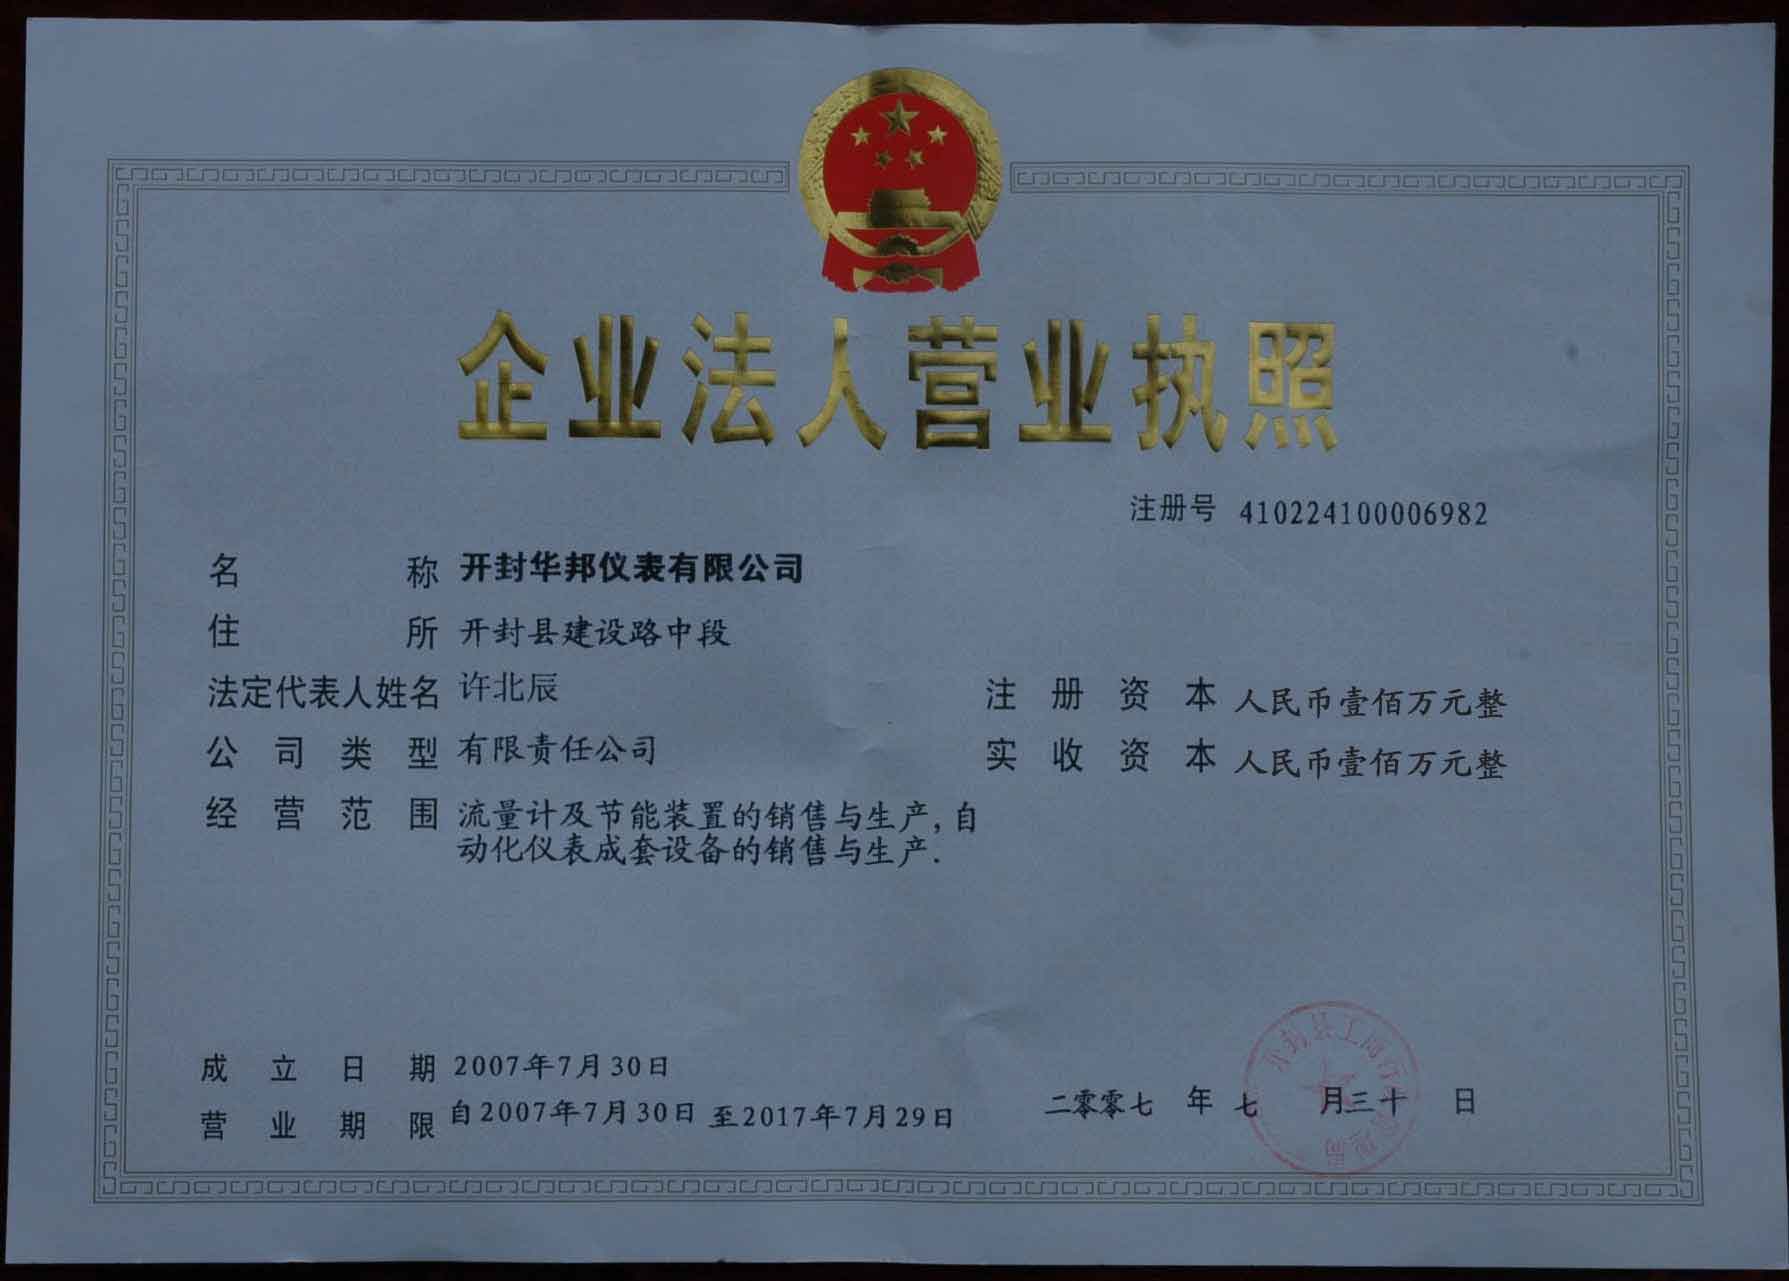 企业法人营业执照
注册号 410224100006982
名称 开封华邦仪表有限公司
住所 开封县建设路中段
法定代表人姓名 许北辰
注册资本 人民币壹佰万元整
公司类型 有限责任公司
实收资本 人民币壹佰万元整
经营范围 流量计及节能装置的销售与生产,自
动化仪表成套设备的销售与生产.
成立日期 2007年7月30日
营业期限 自2007年7月30日至2017年7月29日
二零零七 年 七 月三十 日
开封县工商行政管理局